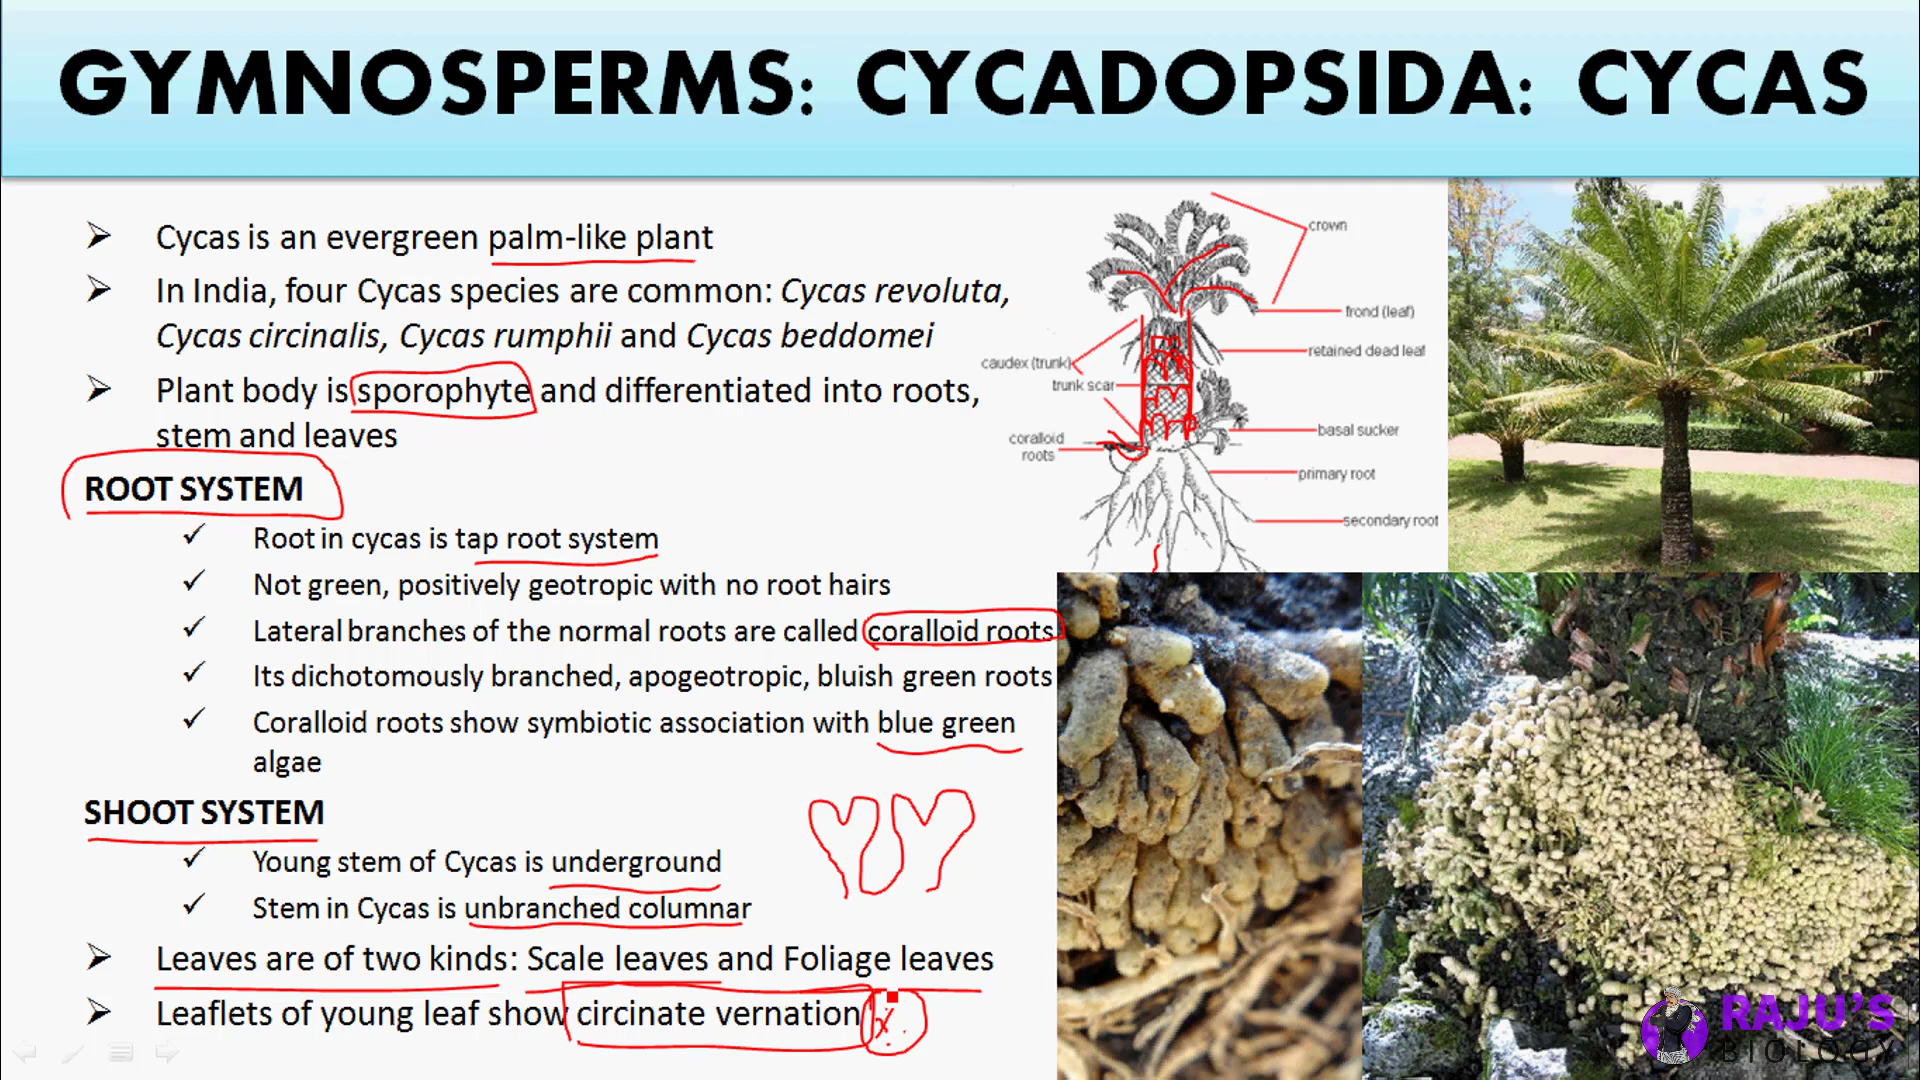 GYMNOSPERMS: CYCADOPSIDA: CYCAS
Cycas is an evergreen palm-like plant
In India, four Cycas species are common: Cycas revoluta,
Cycas circinalis, Cycas rumphii and Cycas beddomei
Plant body is sporophyte and differentiated into roots,
stem and leaves
ROOT SYSTEM
Root in cycas is tap root system
Not green, positively geotropic with no root hairs
Lateral branches of the normal roots are called coralloid roots
Its dichotomously branched, apogeotropic, bluish green roots
Coralloid roots show symbiotic association with blue green
algae
SHOOT SYSTEM
Young stem of Cycas is underground
Stem in Cycas is unbranched columnar
Leaves are of two kinds: Scale leaves and Foliage leaves
Leaflets of young leaf show circinate vernation
crown
frond (leaf)
retained dead leaf
caudex (trunk)
trunk scar
basal sucker
coralloid
roots
primary root
secondary root
RAJU'S
BIOLOGY